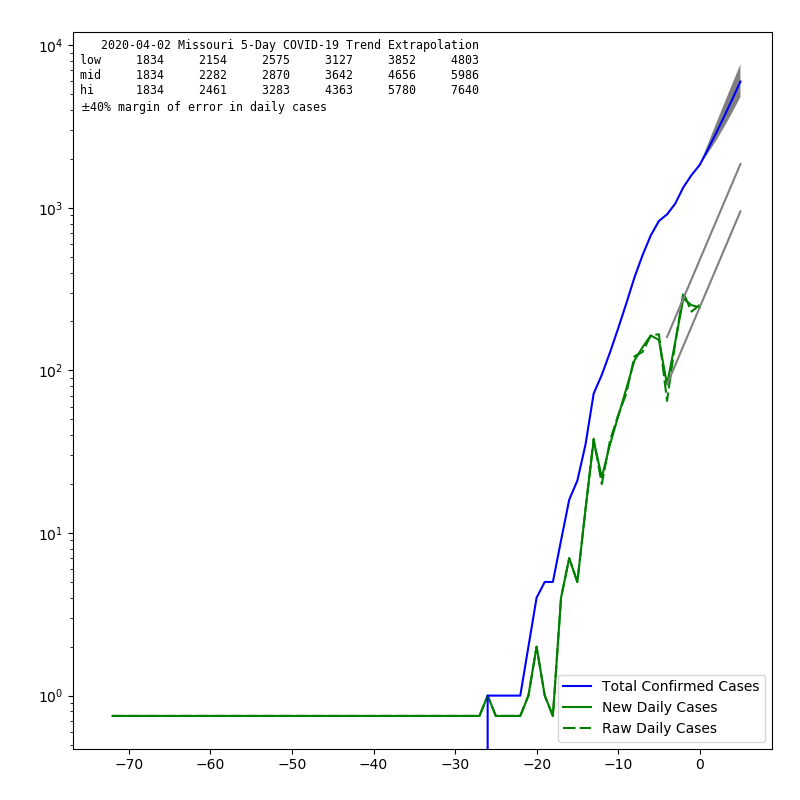 2020-04-02 Missouri 5-Day COVID-19 Trend Extrapolation
low 1834 2154 2575 3127 3852 4803
mid 1834 2282 2870 3642 4656 5986
hi 1834 2461 3283 4363 5780 7640
±40% margin of error in daily cases
10⁴
10³
10²
10¹
10⁰
Total Confirmed Cases
New Daily Cases
Raw Daily Cases
−70 −60 −50 −40 −30 −20 −10 0